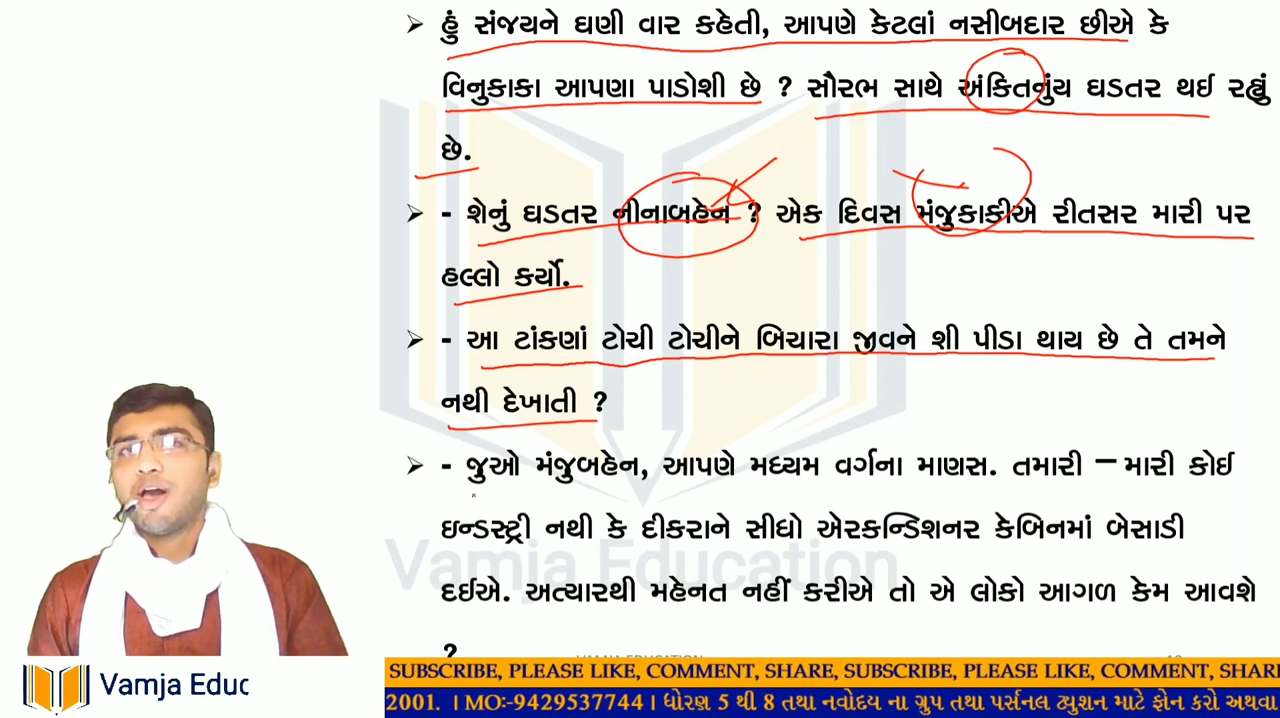 ➢ હું સંજયને ઘણી વાર કહેતી, આપણે કેટલાં નસીબદાર છીએ કે
વિનુકાકા આપણા પાડોશી છે ? સૌરભ સાથે અંકિતનુંય ઘડતર થઈ રહ્યું
છે.
➢ - શેનું ઘડતર નીનાબહેન ? એક દિવસ મંજુકાકીએ રીતસર મારી પર
હલ્લો કર્યો.
➢ - આ ટાંકણાં ટોચી ટોચીને બિચારા જીવને શી પીડા થાય છે તે તમને
નથી દેખાતી ?
➢ - જુઓ મંજુબહેન, આપણે મધ્યમ વર્ગના માણસ. તમારી – મારી કોઈ
ઇન્ડસ્ટ્રી નથી કે દીકરાને સીધો એરકન્ડિશનર કેબિનમાં બેસાડી
દઈએ. અત્યારથી મહેનત નહીં કરીએ તો એ લોકો આગળ કેમ આવશે
?
Vamja Education
VAMJA EDUCATION
Vamja Educ
SUBSCRIBE, PLEASE LIKE, COMMENT, SHARE, SUBSCRIBE, PLEASE LIKE, COMMENT, SHARE
2001. | MO:-9429537744 | ધોરણ 5 થી 8 તથા નવોદય ના ગ્રુપ તથા પર્સનલ ટ્યુશન માટે ફોન કરો અથવા